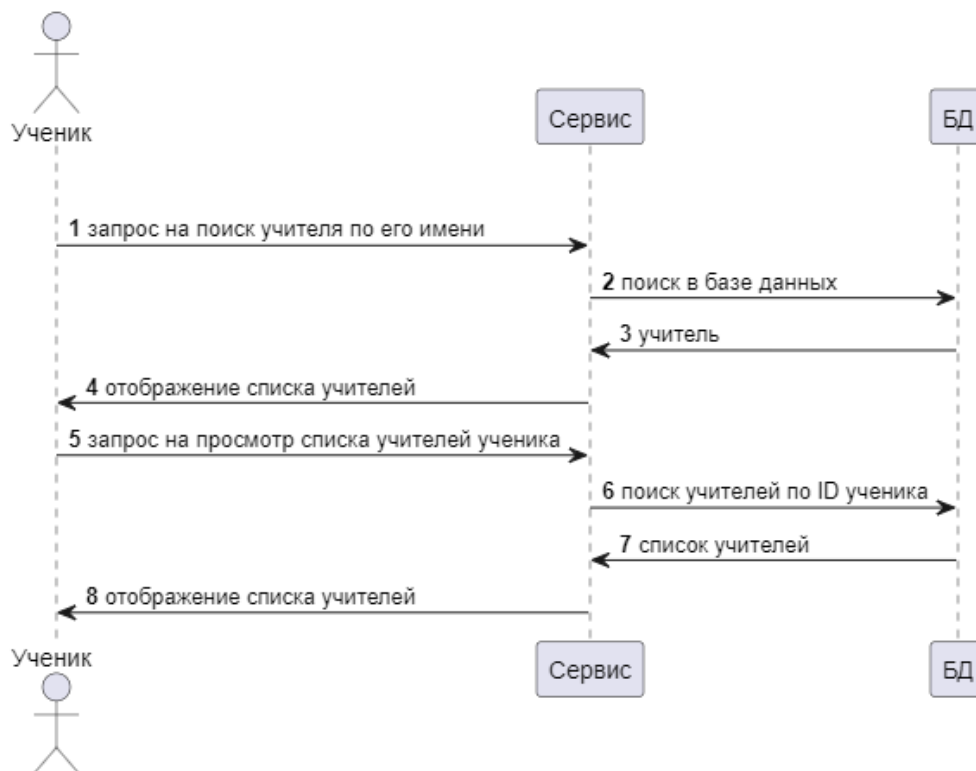 Ученик
Сервис
БД
1 запрос на поиск учителя по его имени
2 поиск в базе данных
3 учитель
4 отображение списка учителей
5 запрос на просмотр списка учителей ученика
6 поиск учителей по ID ученика
7 список учителей
8 отображение списка учителей
Ученик
Сервис
БД